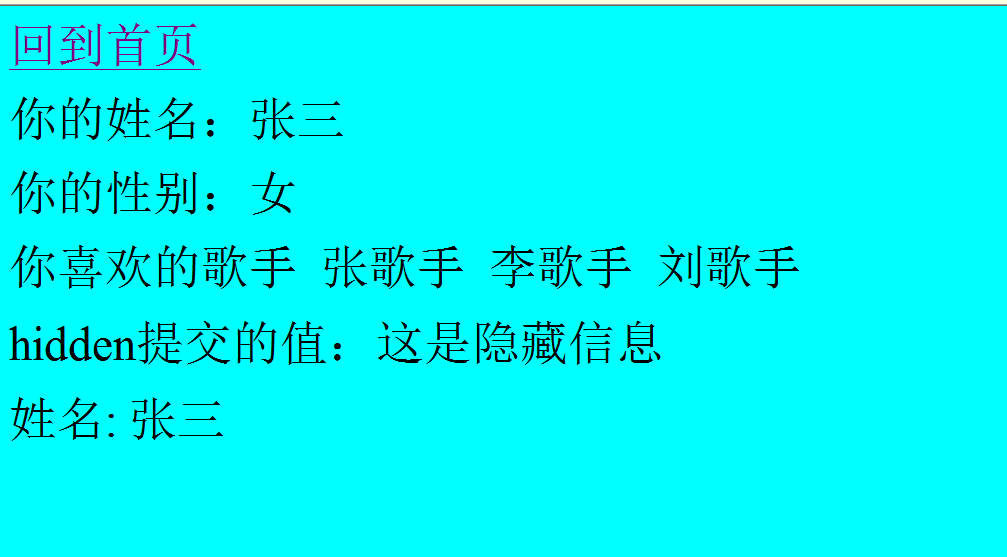 回到首页
你的姓名：张三
你的性别：女
你喜欢的歌手 张歌手 李歌手 刘歌手
hidden提交的值：这是隐藏信息
姓名: 张三